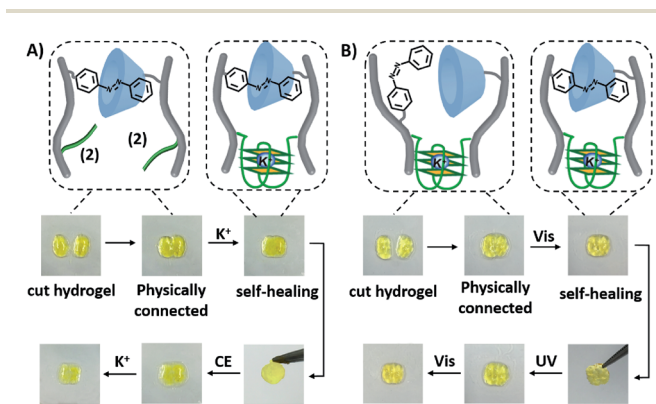 A)
B)
N=N
N=N
N=N
N=N
(2)
(2)
K+
K+
K+
K+
Vis
cut hydrogel
Physically
connected
self-healing
cut hydrogel
Physically
connected
self-healing
K+
CE
Vis
UV